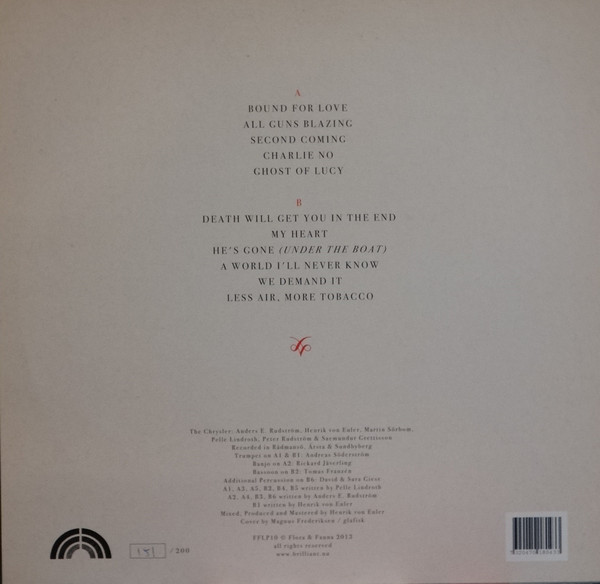 A
BOUND FOR LOVE
ALL GUNS BLAZING
SECOND COMING
CHARLIE NO
GHOST OF LUCY
B
DEATH WILL GET YOU IN THE END
MY HEART
HE'S GONE (UNDER THE BOAT)
A WORLD I'LL NEVER KNOW
WE DEMAND IT
LESS AIR, MORE TOBACCO
The Chrysler: Anders E. Rudström, Henrik von Euler, Martin Sörbom,
Pelle Lindroth, Peter Rudström & Saemundur Grettisson
Recorded in Rådmansö, Årsta & Sundbyberg
Trumpet on A1 & B1: Andreas Söderström
Banjo on A2: Rickard Jäverling
Bassoon on B2: Tomas Franzén
Additional Percussion on B6: David & Sara
A1, A3, A5, B2, B4, B5 written by Pelle Lindroth
A2, A4, B3, B6 written by Anders E. Rudström
B1 written by Henrik von Euler
Mixed, Produced and Mastered by Henrik von Euler
Cover by Magnus Frederiksen / glafisk
FFLP10 © Flora & Fauna 2012
all rights reserved
151 /200